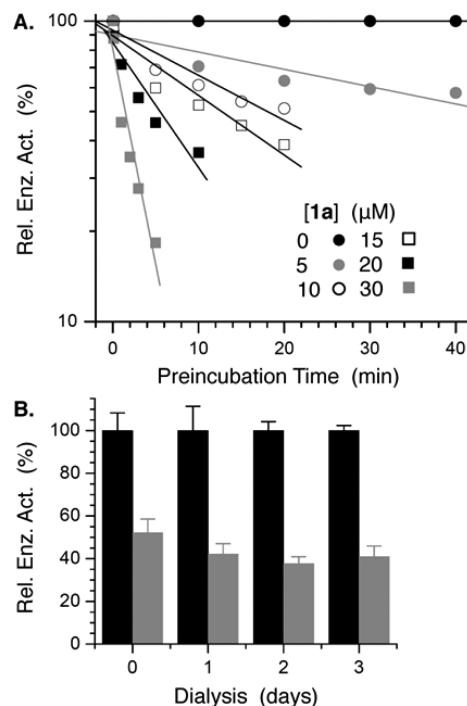 A.
100
10
Rel. Enz. Act. (%)
[1a] (µM)
0 15
5 20
10 30
0 10 20 30 40
Preincubation Time (min)
B.
100
80
60
40
20
0
Rel. Enz. Act. (%)
0 1 2 3
Dialysis (days)